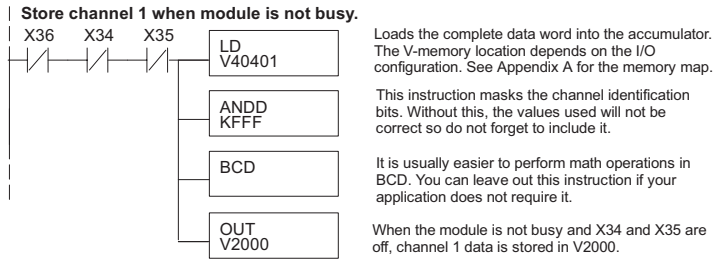 Store channel 1 when module is not busy.
X36 X34 X35
LD
V40401
Loads the complete data word into the accumulator.
The V-memory location depends on the I/O
configuration. See Appendix A for the memory map.
ANDD
KFFF
This instruction masks the channel identification
bits. Without this, the values used will not be
correct so do not forget to include it.
BCD
It is usually easier to perform math operations in
BCD. You can leave out this instruction if your
application does not require it.
OUT
V2000
When the module is not busy and X34 and X35 are
off, channel 1 data is stored in V2000.